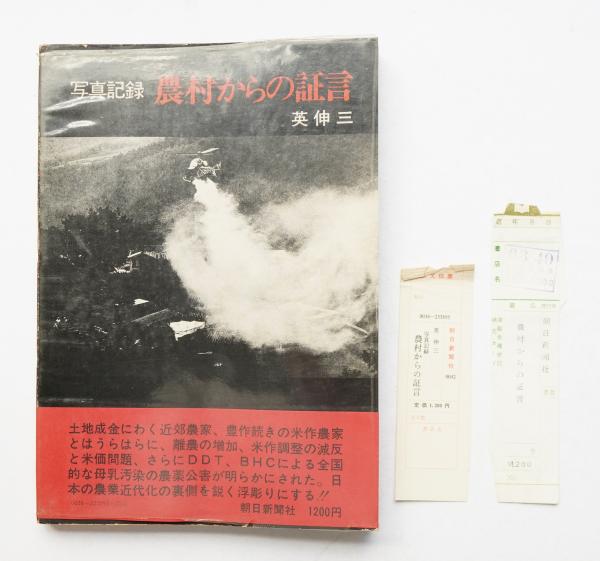 写真記録 農村からの証言
英伸三
土地成金にわく近郊農家、豊作続きの米作農家
とはうらはらに、離農の増加、米作調整の減反
と米価問題、さらにDDT、BHCによる全国
的な母乳汚染の農薬公害が明らかにされた。日
本の農業近代化の裏側を鋭く浮彫りにする!!
朝日新聞社 1200円
朝日新聞社
英伸三
写真記録
農村からの証言
定価1,200円
書店名
朝日新聞社
農村からの証言
¥1200